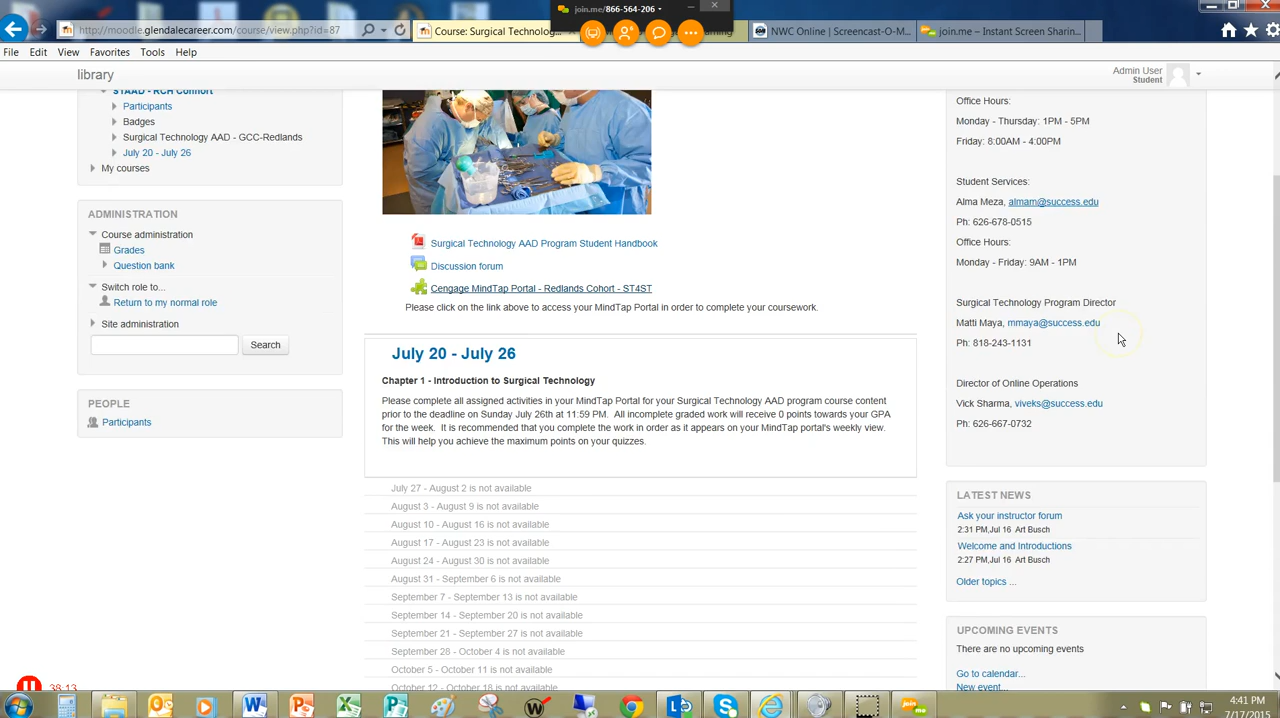 join.me/866-564-206
http://moodle.glendalecareer.com/course/view.php?id=87
Course: Surgical Technolog...
NWC Online | Screencast-O-M...
join.me – Instant Screen Sharin...
File Edit View Favorites Tools Help
library
Admin User
Student
STAAD - RCH Cohort
Participants
Badges
Surgical Technology AAD - GCC-Redlands
July 20 - July 26
My courses
ADMINISTRATION
Course administration
Grades
Question bank
Switch role to...
Return to my normal role
Site administration
Search
PEOPLE
Participants
Surgical Technology AAD Program Student Handbook
Discussion forum
Cengage MindTap Portal - Redlands Cohort - ST4ST
Please click on the link above to access your MindTap Portal in order to complete your coursework.
July 20 - July 26
Chapter 1 - Introduction to Surgical Technology
Please complete all assigned activities in your MindTap Portal for your Surgical Technology AAD program course content
prior to the deadline on Sunday July 26th at 11:59 PM. All incomplete graded work will receive 0 points towards your GPA
for the week. It is recommended that you complete the work in order as it appears on your MindTap portal's weekly view.
This will help you achieve the maximum points on your quizzes.
July 27 - August 2 is not available
August 3 - August 9 is not available
August 10 - August 16 is not available
August 17 - August 23 is not available
August 24 - August 30 is not available
August 31 - September 6 is not available
September 7 - September 13 is not available
September 14 - September 20 is not available
September 21 - September 27 is not available
September 28 - October 4 is not available
October 5 - October 11 is not available
October 12 - October 18 is not available
Office Hours:
Monday - Thursday: 1PM - 5PM
Friday: 8:00AM - 4:00PM
Student Services:
Alma Meza, almam@success.edu
Ph: 626-678-0515
Office Hours:
Monday - Friday: 9AM - 1PM
Surgical Technology Program Director
Matti Maya, mmaya@success.edu
Ph: 818-243-1131
Director of Online Operations
Vick Sharma, viveks@success.edu
Ph: 626-667-0732
LATEST NEWS
Ask your instructor forum
2:31 PM,Jul 16 Art Busch
Welcome and Introductions
2:27 PM,Jul 16 Art Busch
Older topics ...
UPCOMING EVENTS
There are no upcoming events
Go to calendar...
New event...
38:13
join.me
4:41 PM
7/17/2015